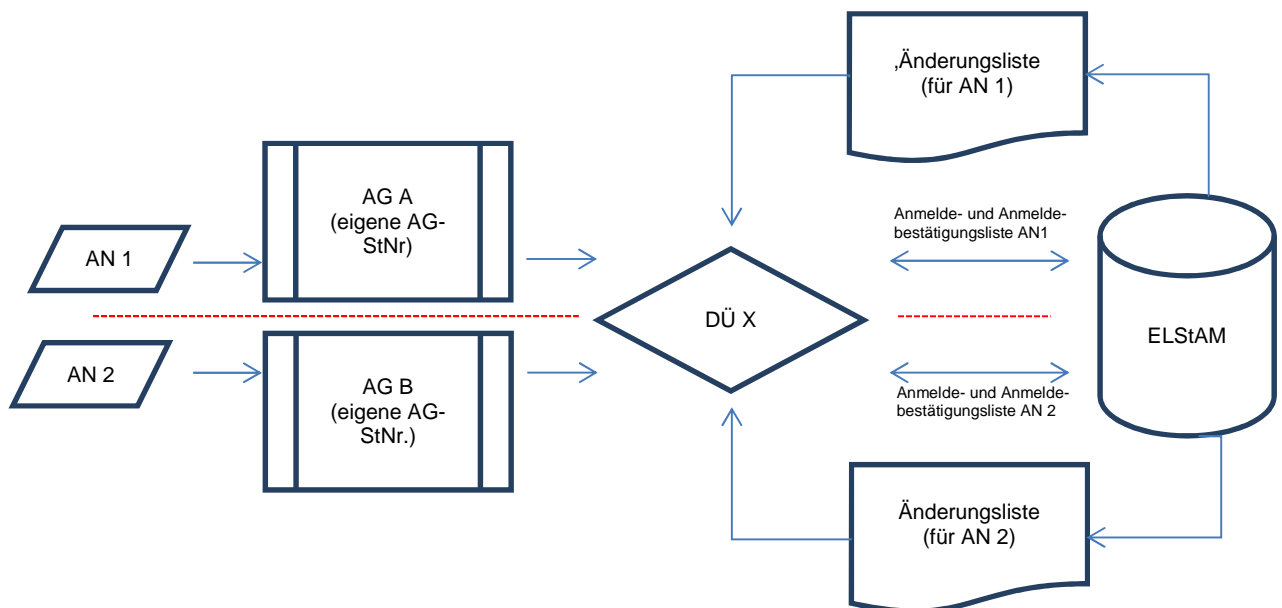 ‚Änderungsliste
(für AN 1)
AG A
(eigene AG-
StNr)
AN 1
Anmelde- und Anmelde-
bestätigungsliste AN1
DÜ X
ELStAM
AN 2
AG B
(eigene AG-
StNr.)
Anmelde- und Anmelde-
bestätigungsliste AN 2
Änderungsliste
(für AN 2)